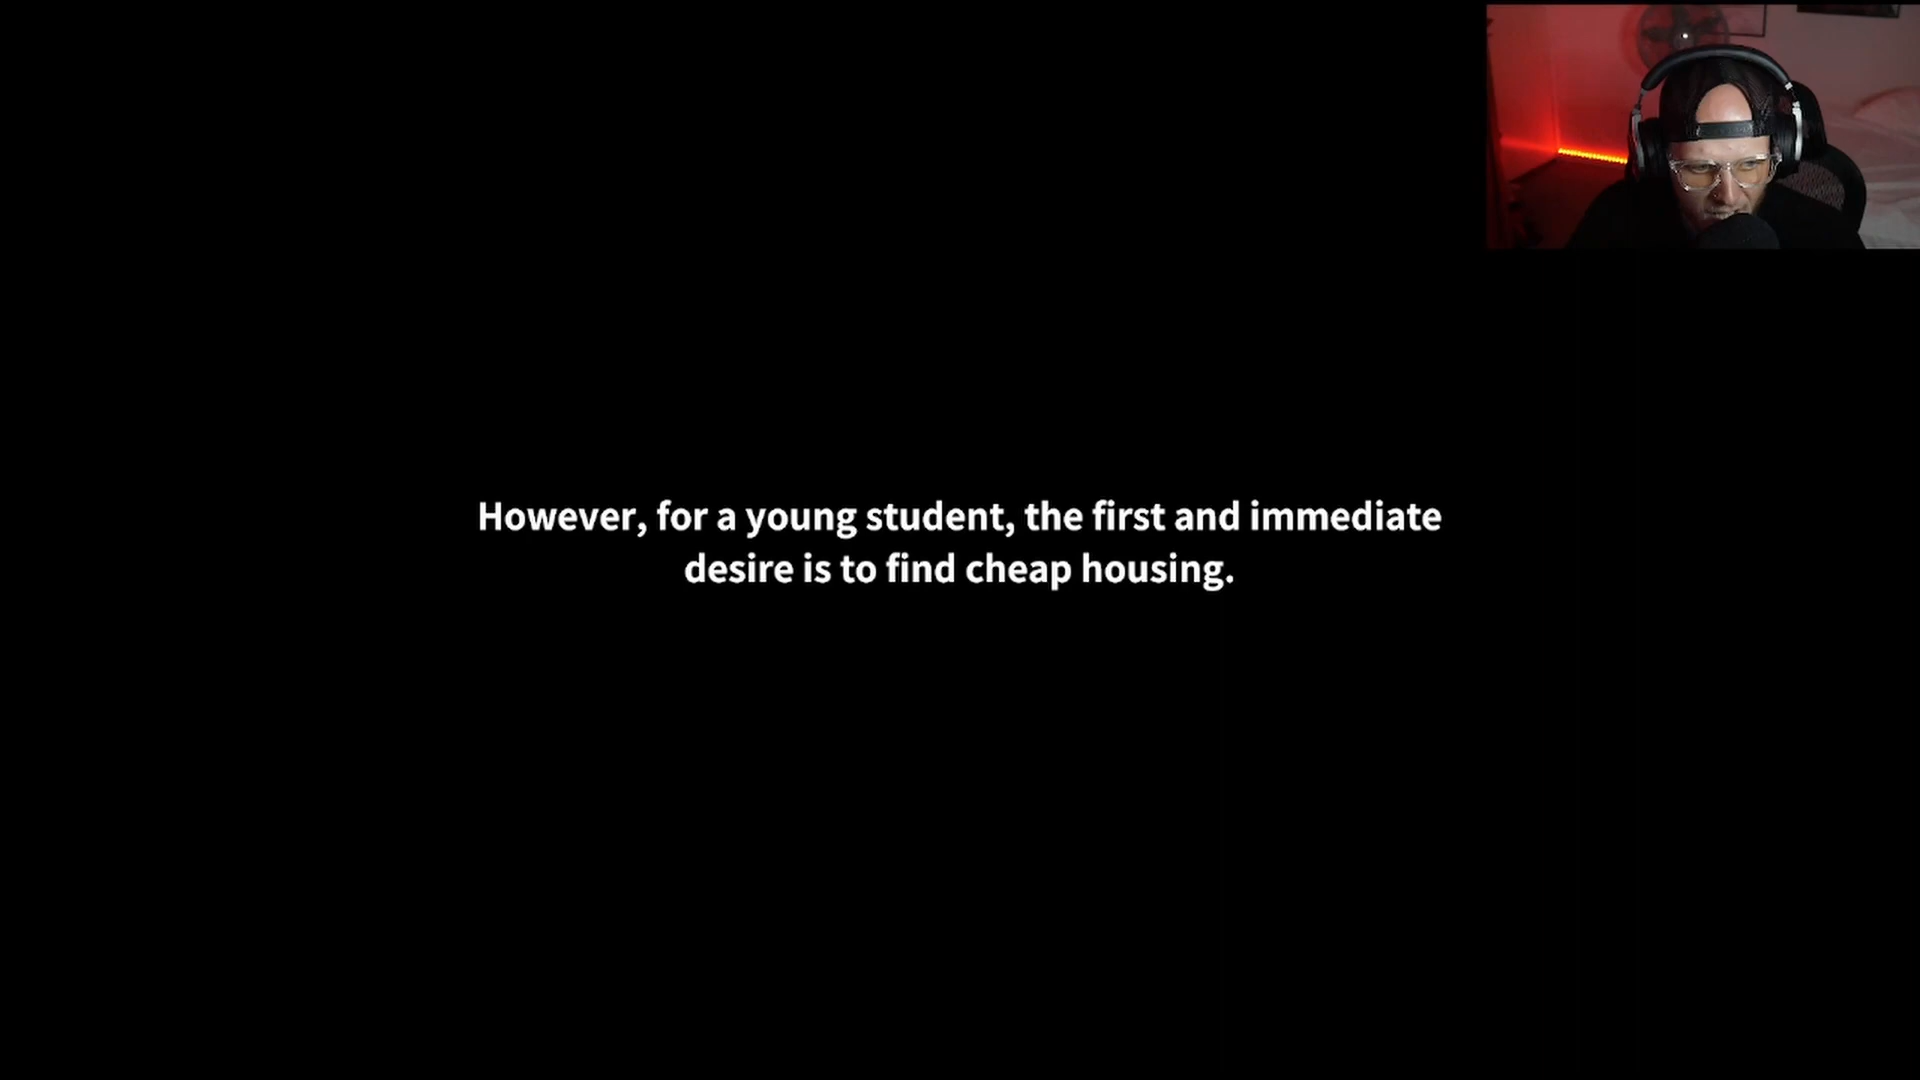 However, for a young student, the first and immediate
desire is to find cheap housing.